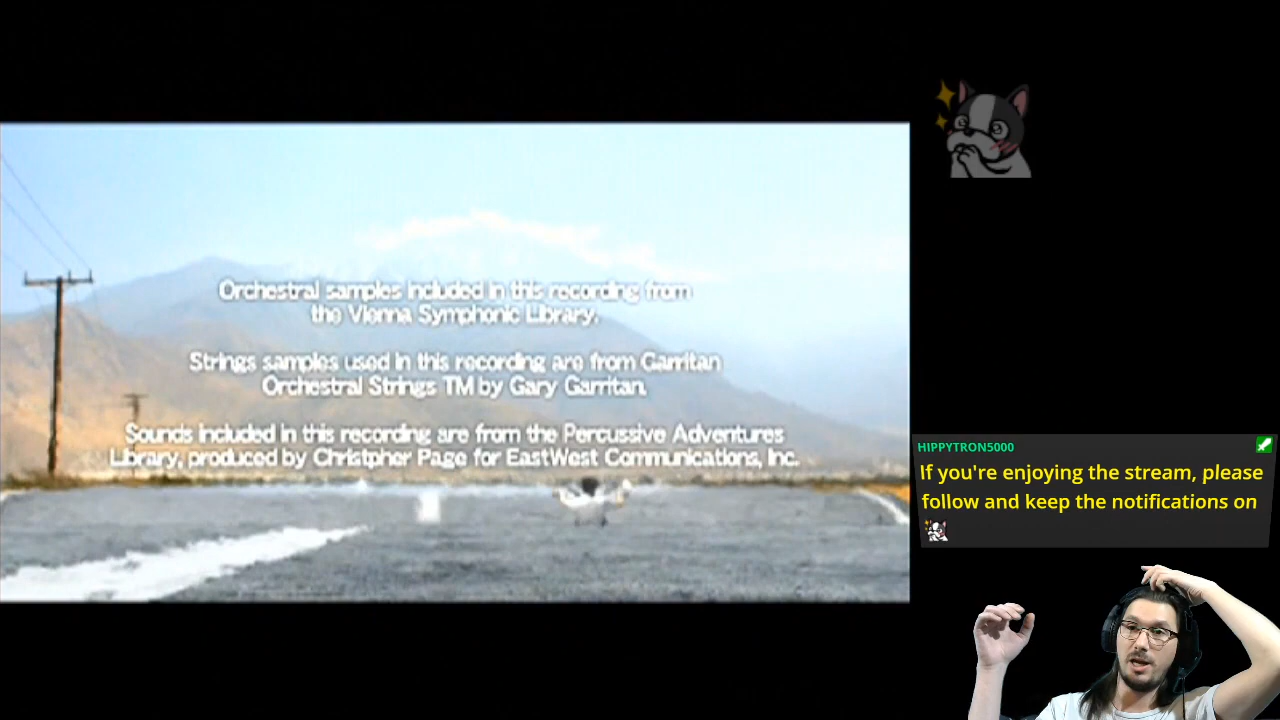 Orchestral samples included in this recording from
the Vienna Symphonic Library.
Strings samples used in this recording are from Garritan
Orchestral Strings TM by Gary Garritan.
Sounds included in this recording are from the Percussive Adventures
Library, produced by Christpher Page for EastWest Communications, Inc.
HIPPYTRON5000
If you're enjoying the stream, please
follow and keep the notifications on